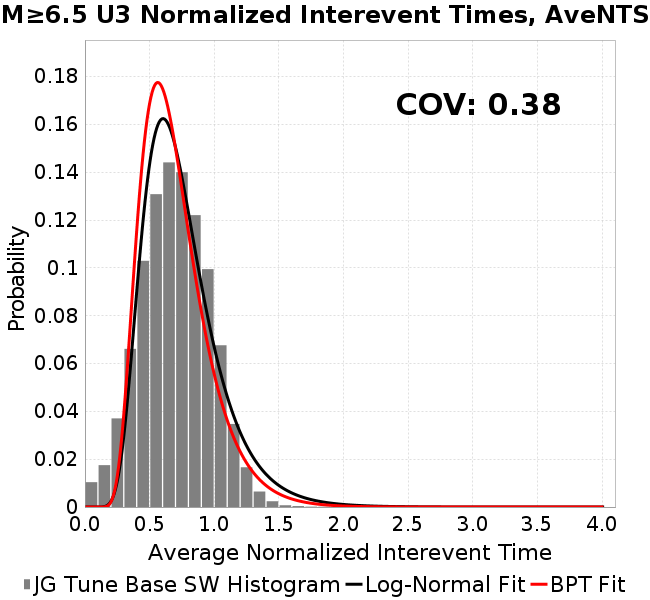 M≥6.5 U3 Normalized Interevent Times, AveNTS
COV: 0.38
Probability
0.18
0.16
0.14
0.12
0.1
0.08
0.06
0.04
0.02
0
0.0 0.5 1.0 1.5 2.0 2.5 3.0 3.5 4.0
Average Normalized Interevent Time
JG Tune Base SW Histogram Log-Normal Fit BPT Fit